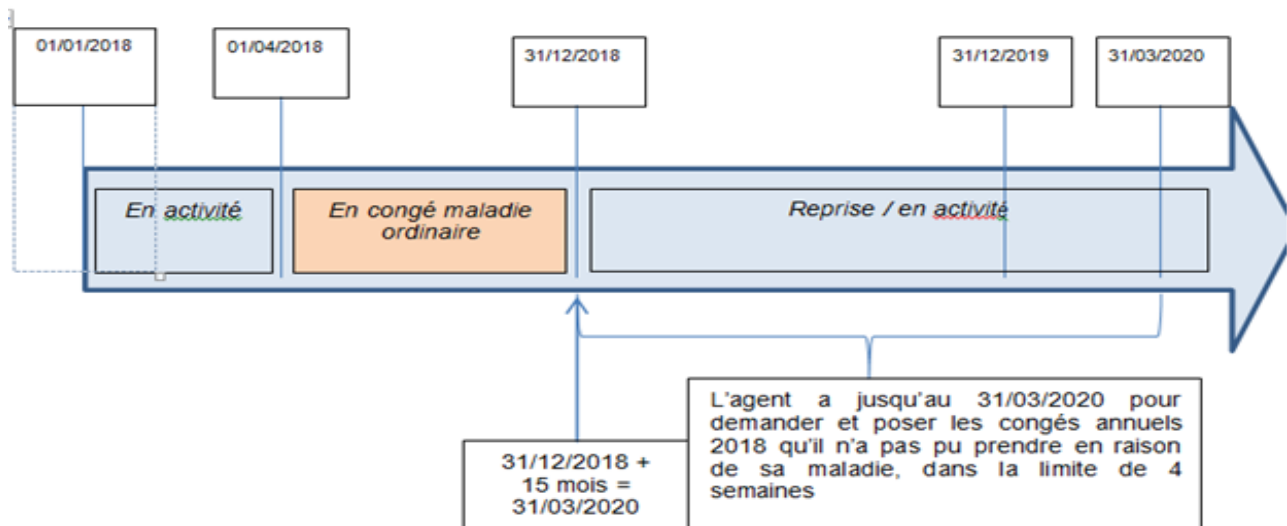 01/01/2018
01/04/2018
31/12/2018
31/12/2019
31/03/2020
En activité
En congé maladie
ordinaire
Reprise / en activité
31/12/2018 +
15 mois =
31/03/2020
L'agent a jusqu'au 31/03/2020 pour
demander et poser les congés annuels
2018 qu'il n'a pas pu prendre en raison
de sa maladie, dans la limite de 4
semaines